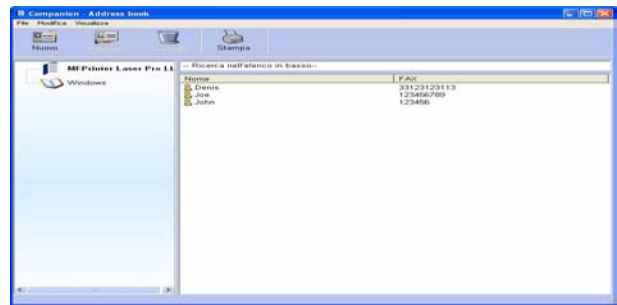 Companion - Address book
File Modifica Visualizza
Nuovo
Stampa
MFPrinter Laser Pro LL
Windows
-- Ricerca nell'elenco in basso--
Nome FAX
Denis 33123123113
Joe 123456789
John 123456